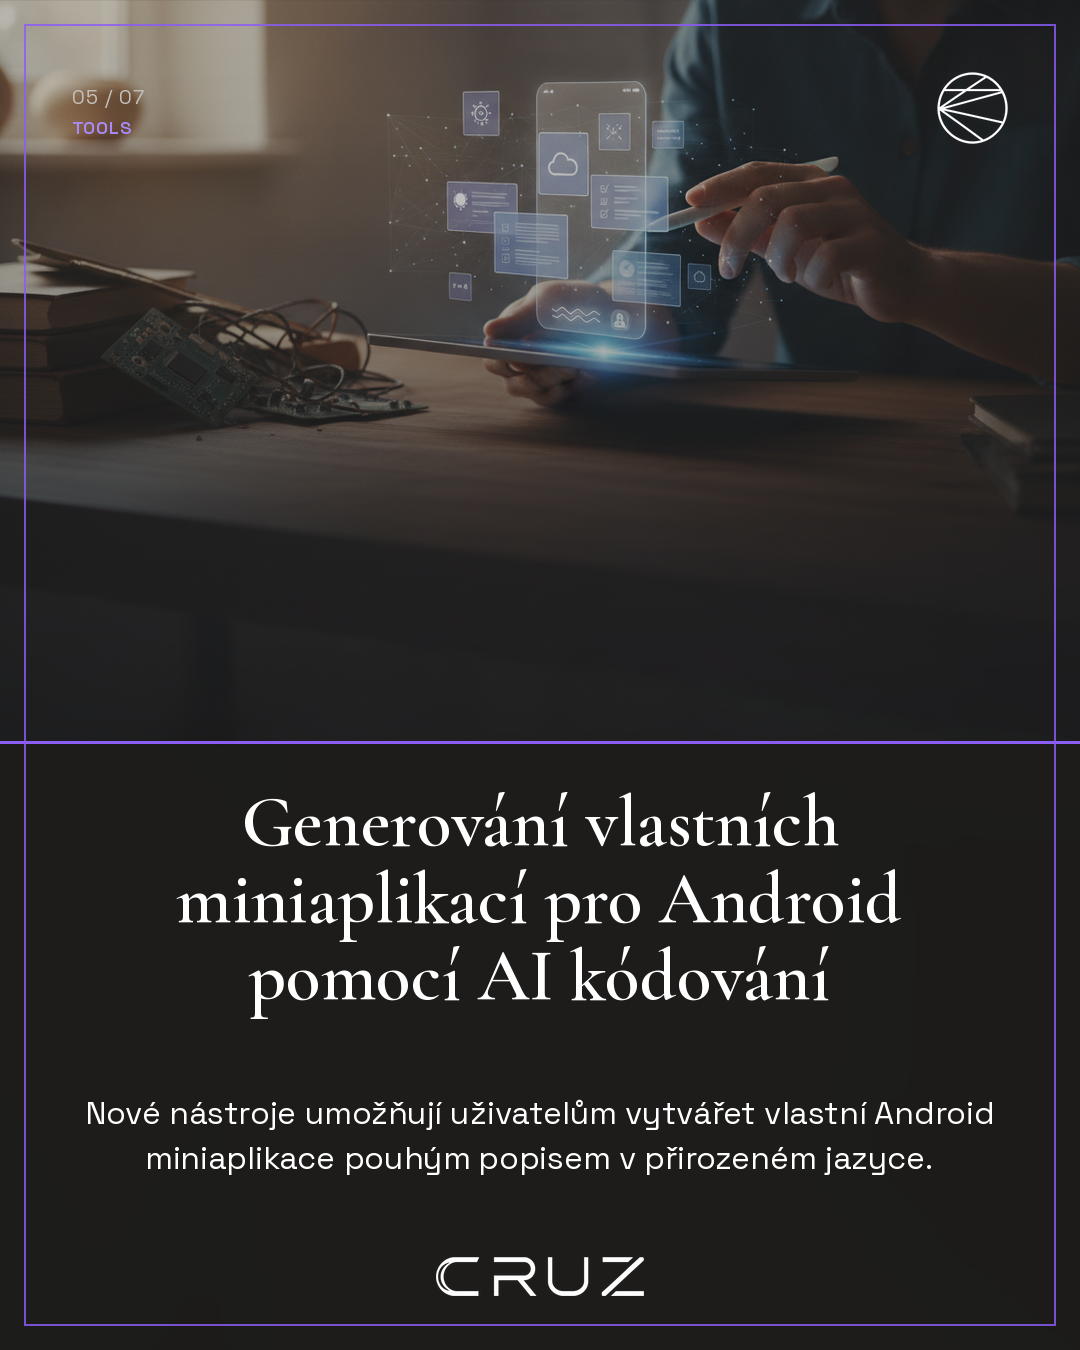 05 / 07
TOOLS
Generování vlastních
miniaplikací pro Android
pomocí AI kódování
Nové nástroje umožňují uživatelům vytvářet vlastní Android
miniaplikace pouhým popisem v přirozeném jazyce.
CRUZ